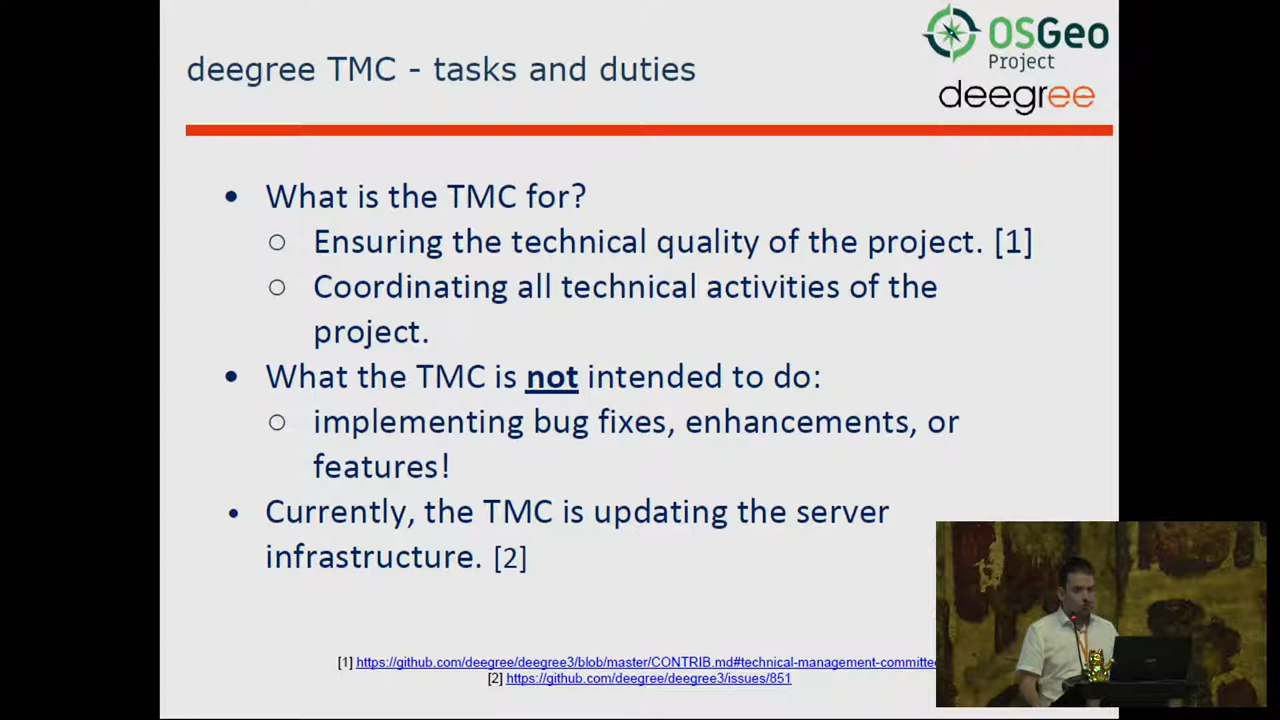 deegree TMC - tasks and duties
OSGeo
Project
deegree
• What is the TMC for?
○ Ensuring the technical quality of the project. [1]
○ Coordinating all technical activities of the
project.
• What the TMC is not intended to do:
○ implementing bug fixes, enhancements, or
features!
• Currently, the TMC is updating the server
infrastructure. [2]
[1] https://github.com/deegree/deegree3/blob/master/CONTRIB.md#technical-management-committe
[2] https://github.com/deegree/deegree3/issues/851